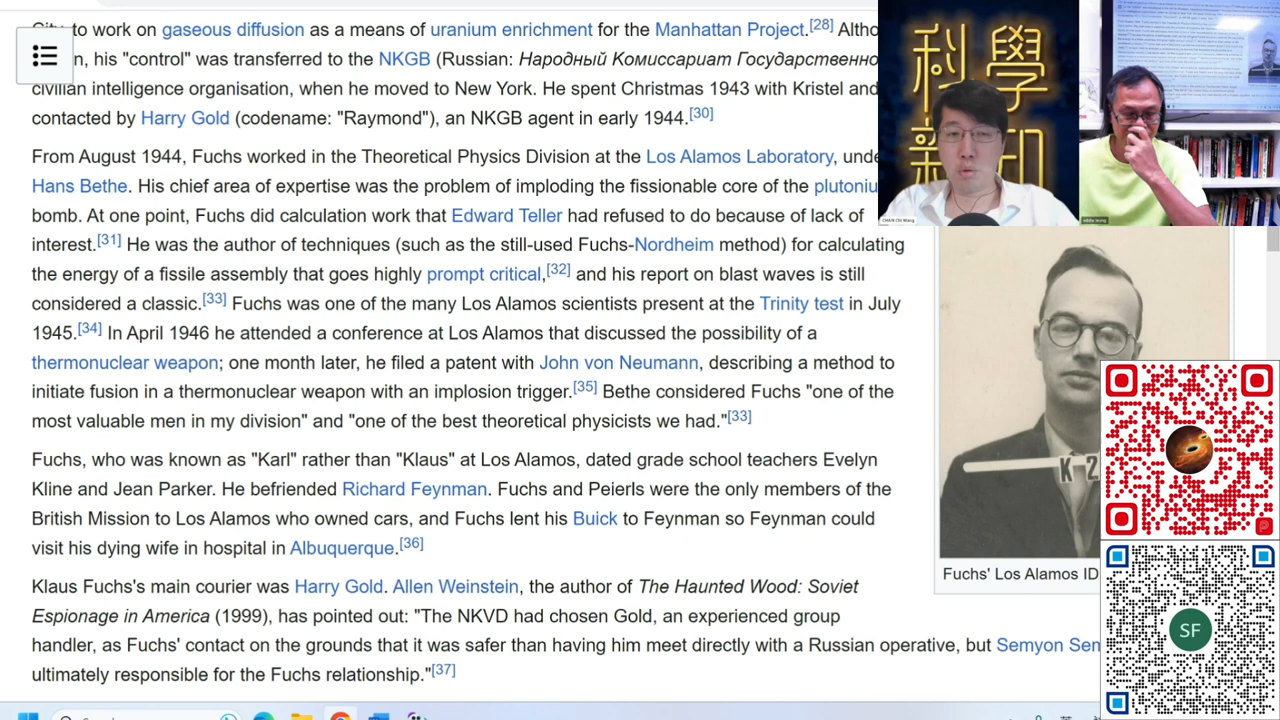 City to work on gaseous diffusion as a means of enrichment for the Manhattan Project.[28] Altho
n, his "control" was transferred to the NKGB (Russian: Народный Комиссариат Государственно
civilian intelligence organisation, when he moved to New York. He spent Christmas 1943 with Kristel and
contacted by Harry Gold (codename: "Raymond"), an NKGB agent in early 1944.[30]
From August 1944, Fuchs worked in the Theoretical Physics Division at the Los Alamos Laboratory, unde
Hans Bethe. His chief area of expertise was the problem of imploding the fissionable core of the plutoniu
bomb. At one point, Fuchs did calculation work that Edward Teller had refused to do because of lack of
interest.[31] He was the author of techniques (such as the still-used Fuchs-Nordheim method) for calculating
the energy of a fissile assembly that goes highly prompt critical,[32] and his report on blast waves is still
considered a classic.[33] Fuchs was one of the many Los Alamos scientists present at the Trinity test in July
1945.[34] In April 1946 he attended a conference at Los Alamos that discussed the possibility of a
thermonuclear weapon; one month later, he filed a patent with John von Neumann, describing a method to
initiate fusion in a thermonuclear weapon with an implosion trigger.[35] Bethe considered Fuchs "one of the
most valuable men in my division" and "one of the best theoretical physicists we had."[33]
Fuchs, who was known as "Karl" rather than "Klaus" at Los Alamos, dated grade school teachers Evelyn
Kline and Jean Parker. He befriended Richard Feynman. Fuchs and Peierls were the only members of the
British Mission to Los Alamos who owned cars, and Fuchs lent his Buick to Feynman so Feynman could
visit his dying wife in hospital in Albuquerque.[36]
Klaus Fuchs's main courier was Harry Gold. Allen Weinstein, the author of The Haunted Wood: Soviet
Espionage in America (1999), has pointed out: "The NKVD had chosen Gold, an experienced group
handler, as Fuchs' contact on the grounds that it was safer than having him meet directly with a Russian operative, but Semyon Sem
ultimately responsible for the Fuchs relationship."[37]
科學
新知
CHAN Chi Wang
K 2
Fuchs' Los Alamos ID
SF